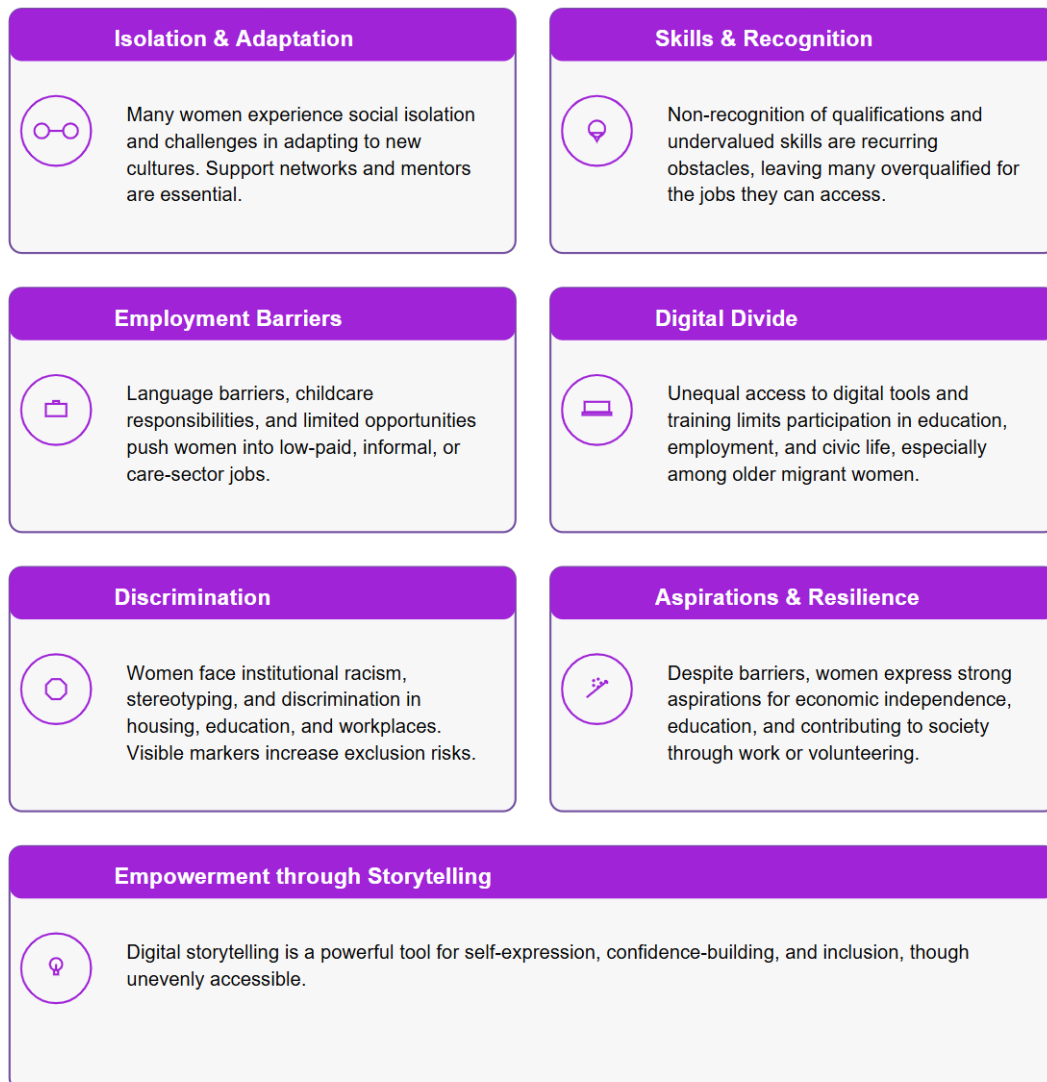 Isolation & Adaptation
Many women experience social isolation
and challenges in adapting to new
cultures. Support networks and mentors
are essential.
Skills & Recognition
Non-recognition of qualifications and
undervalued skills are recurring
obstacles, leaving many overqualified for
the jobs they can access.
Employment Barriers
Language barriers, childcare
responsibilities, and limited opportunities
push women into low-paid, informal, or
care-sector jobs.
Digital Divide
Unequal access to digital tools and
training limits participation in education,
employment, and civic life, especially
among older migrant women.
Discrimination
Women face institutional racism,
stereotyping, and discrimination in
housing, education, and workplaces.
Visible markers increase exclusion risks.
Aspirations & Resilience
Despite barriers, women express strong
aspirations for economic independence,
education, and contributing to society
through work or volunteering.
Empowerment through Storytelling
Digital storytelling is a powerful tool for self-expression, confidence-building, and inclusion, though
unevenly accessible.